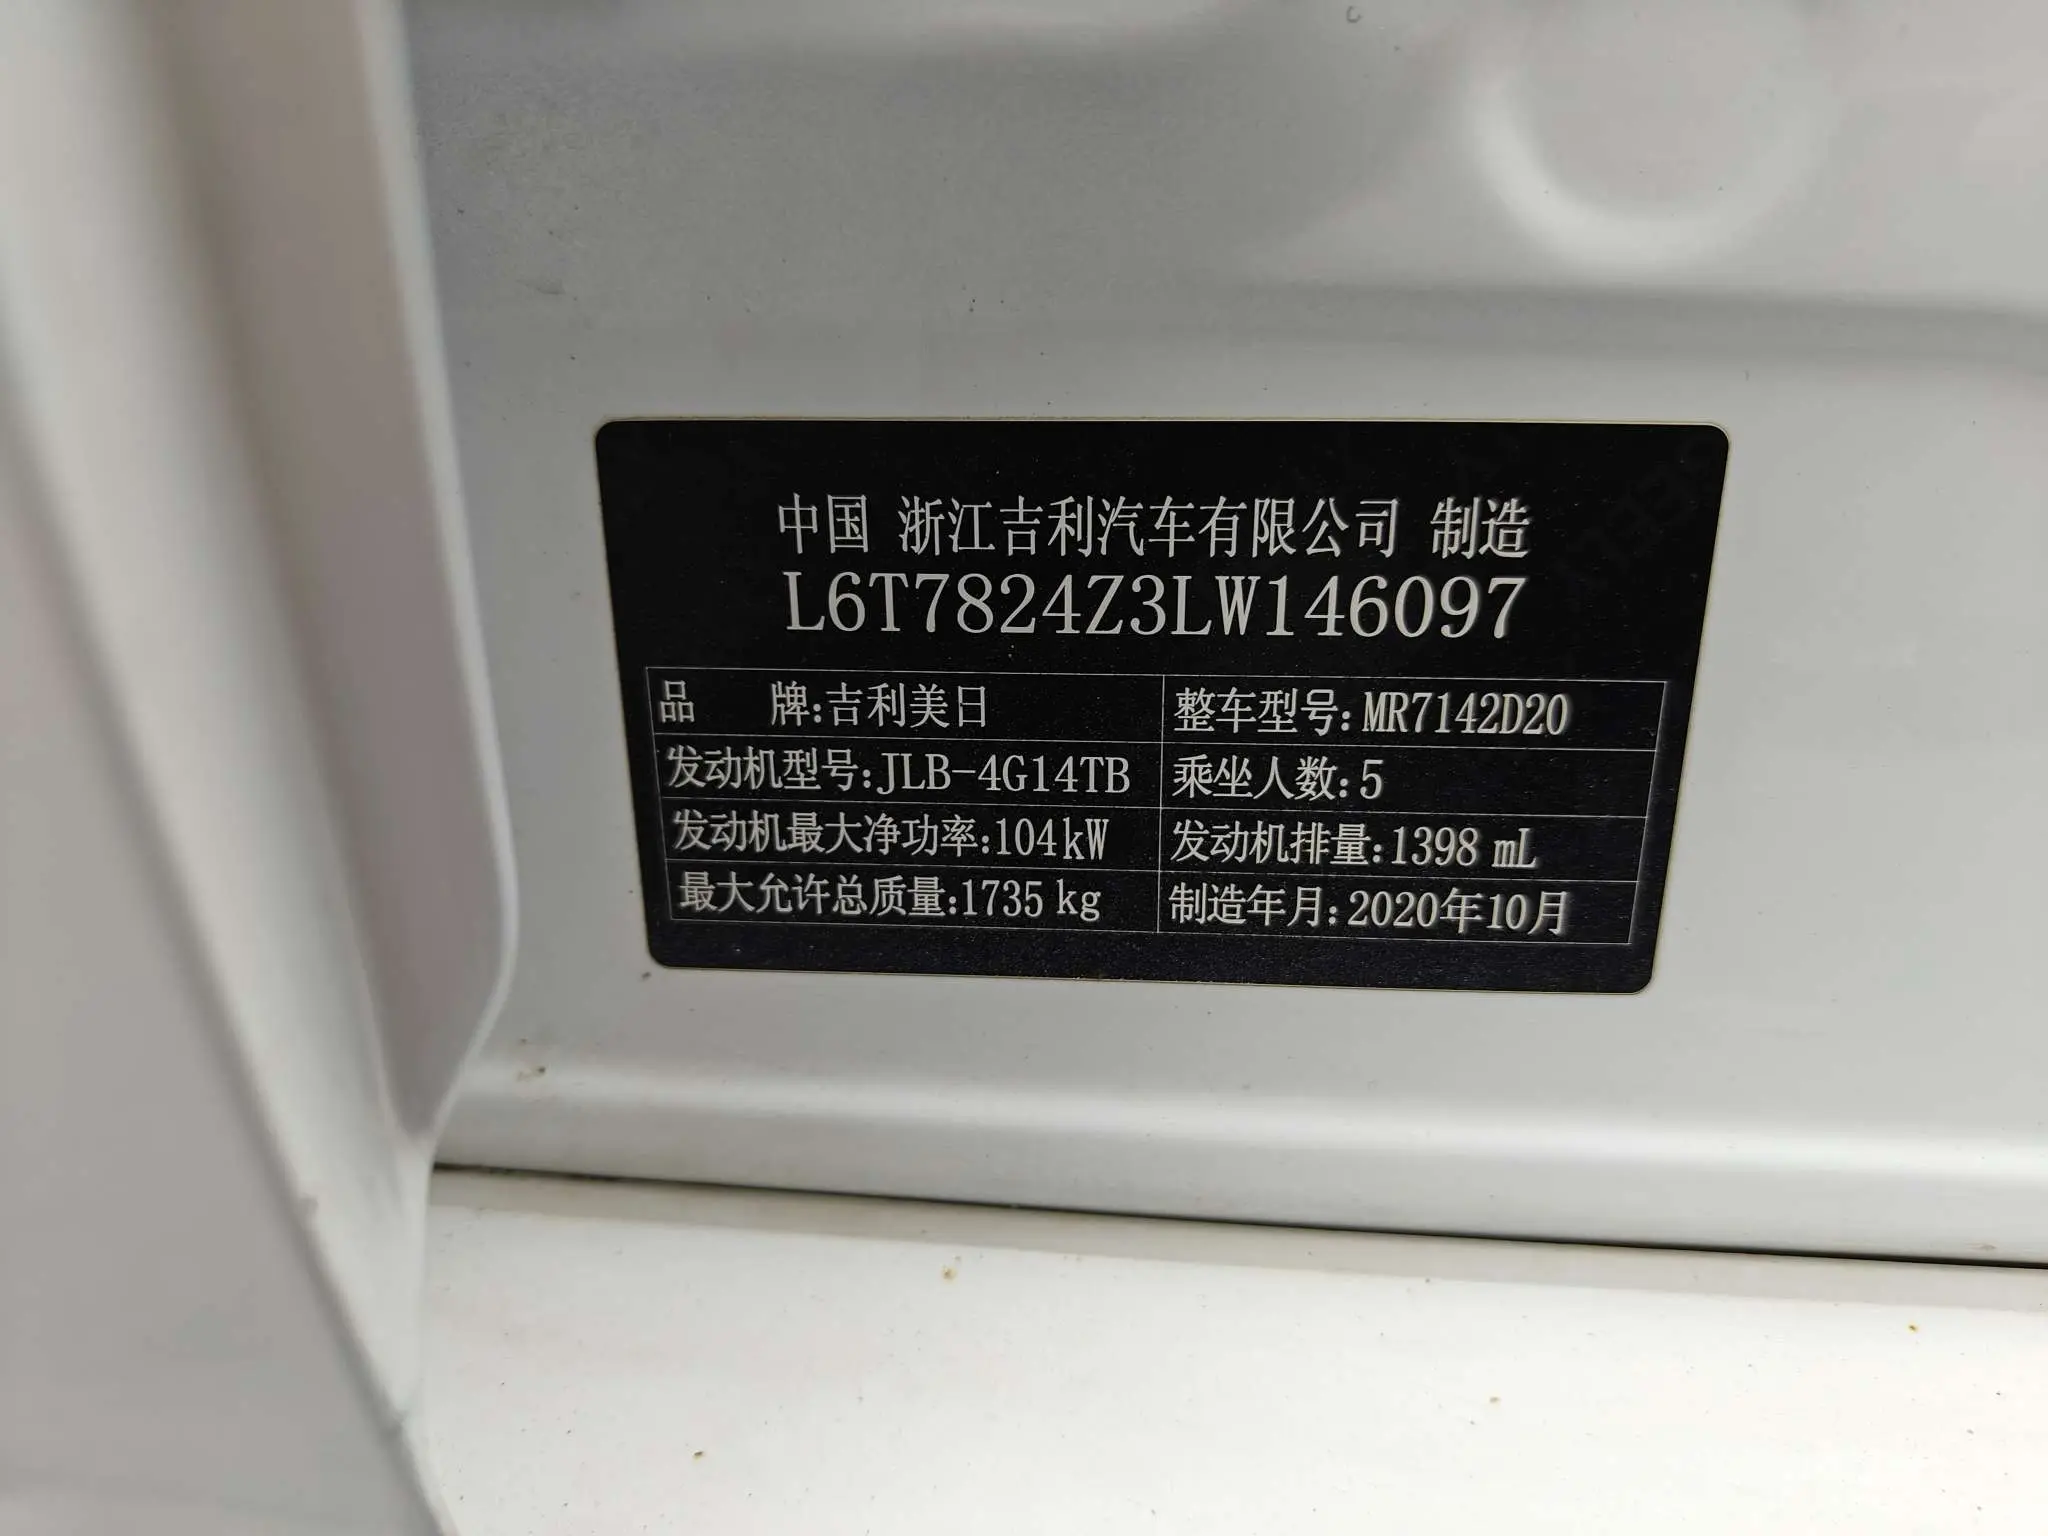 中国 浙江吉利汽车有限公司 制造
L6T7824Z3LW146097
品 牌:吉利美日 整车型号:MR7142D20
发动机型号:JLB-4G14TB 乘坐人数:5
发动机最大净功率:104kW 发动机排量:1398 mL
最大允许总质量:1735 kg 制造年月:2020年10月